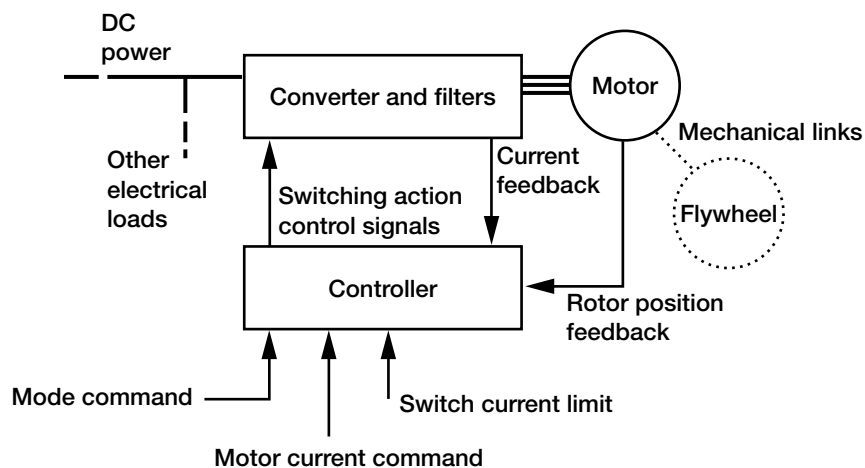 DC
power
Converter and filters
Motor
Mechanical links
Other
electrical
loads
Current
feedback
Switching action
control signals
Flywheel
Controller
Rotor position
feedback
Mode command
Switch current limit
Motor current command